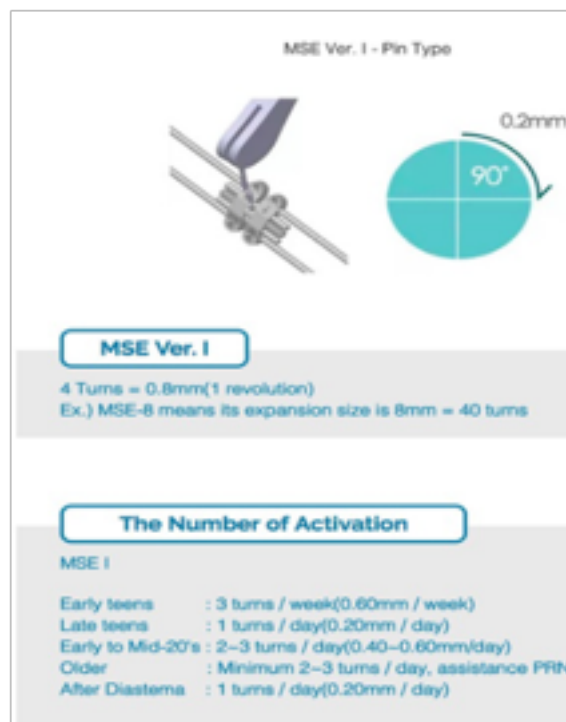 MSE Ver. I - Pin Type
0.2mm
90°
MSE Ver. I
4 Turns = 0.8mm(1 revolution)
Ex.) MSE-8 means its expansion size is 8mm = 40 turns
The Number of Activation
MSE I
Early teens : 3 turns / week(0.60mm / week)
Late teens : 1 turns / day(0.20mm / day)
Early to Mid-20's : 2-3 turns / day(0.40-0.60mm/day)
Older : Minimum 2-3 turns / day, assistance PRN
After Diastema : 1 turns / day(0.20mm / day)